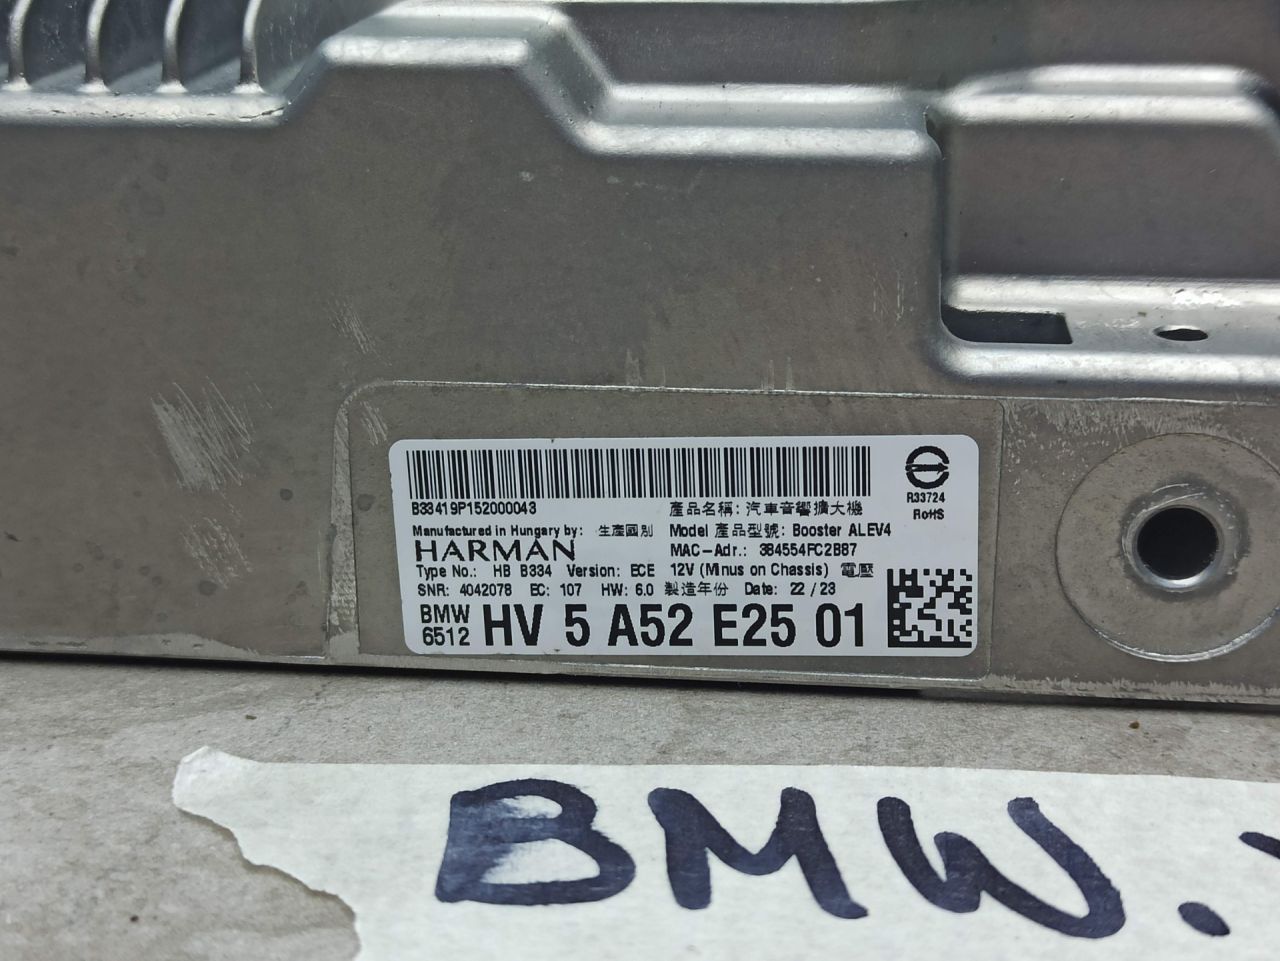 B33419P152000043
產品名稱: 汽車音響擴大機
R33724
RoHS
Manufactured in Hungary by: 生產國別
Model 產品型號: Booster ALEV4
HARMAN
MAC-Adr.: 384554FC2B87
Type No.: HB B334 Version: ECE 12V (Minus on Chassis) 電壓
SNR: 4042078 EC: 107 HW: 6.0 製造年份 Date: 22/23
BMW
6512 HV 5 A52 E25 01
BMW.